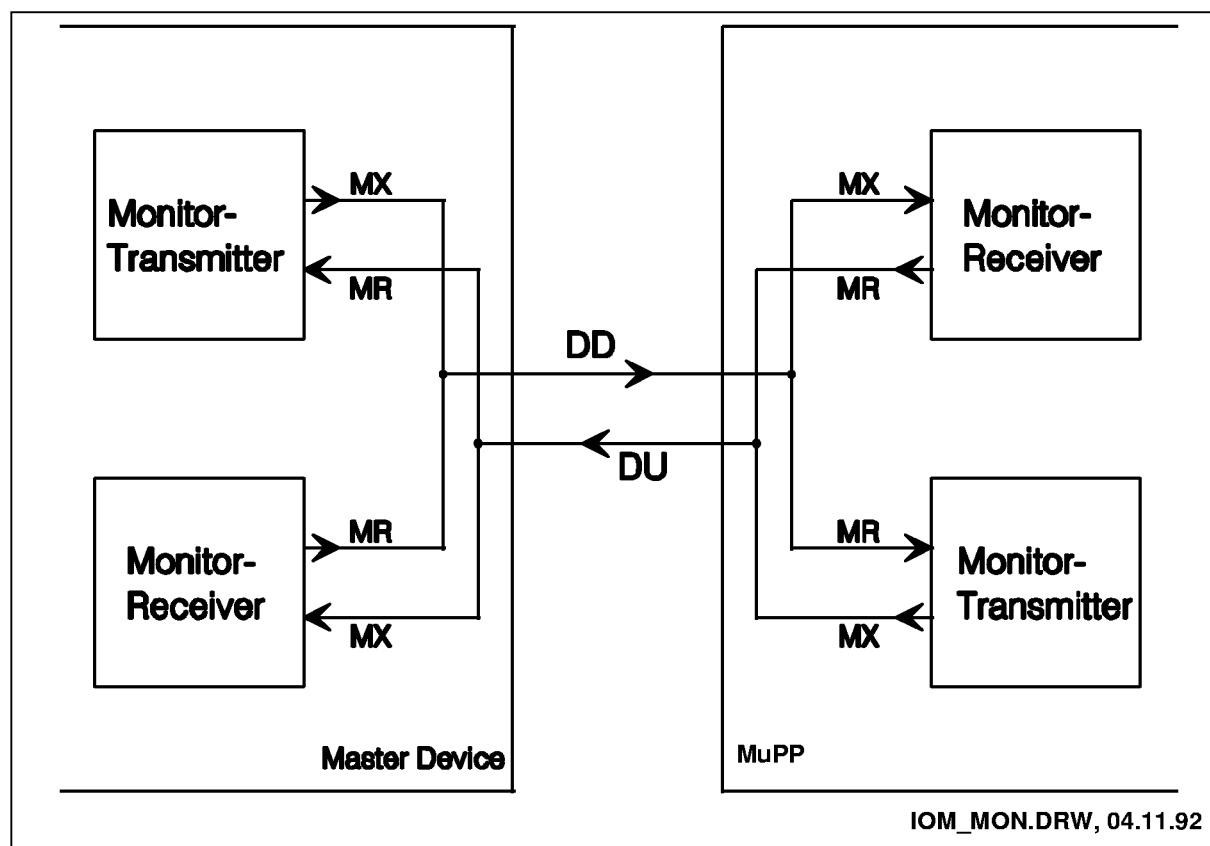 MX
Monitor-
Transmitter
MR
MX
Monitor-
Receiver
MR
DD
DU
MR
Monitor-
Receiver
MX
MR
Monitor-
Transmitter
MX
Master Device
MuPP
IOM_MON.DRW, 04.11.92